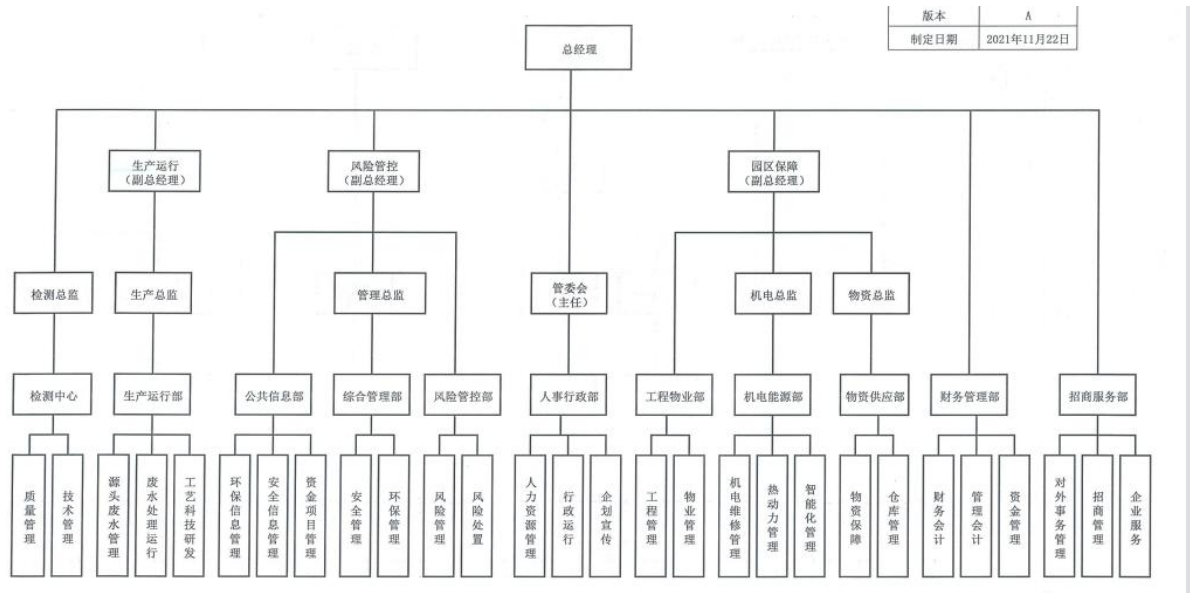 版本 A
制定日期 2021年11月22日
总经理
生产运行
（副总经理）
风险管控
（副总经理）
园区保障
（副总经理）
检测总监
生产总监
管理总监
管委会
（主任）
机电总监
物资总监
检测中心
生产运行部
公共信息部
综合管理部
风险管控部
人事行政部
工程物业部
机电能源部
物资供应部
财务管理部
招商服务部
质量管理
技术管理
源头废水管理
废水处理运行
工艺科技研发
环保信息管理
安全信息管理
资金项目管理
安全管理
环保管理
风险管理
风险处置
人力资源管理
行政运行
企划宣传
工程管理
物业管理
机电维修管理
热动力管理
智能化管理
物资保障
仓库管理
财务会计
管理会计
资金管理
对外事务管理
招商管理
企业服务